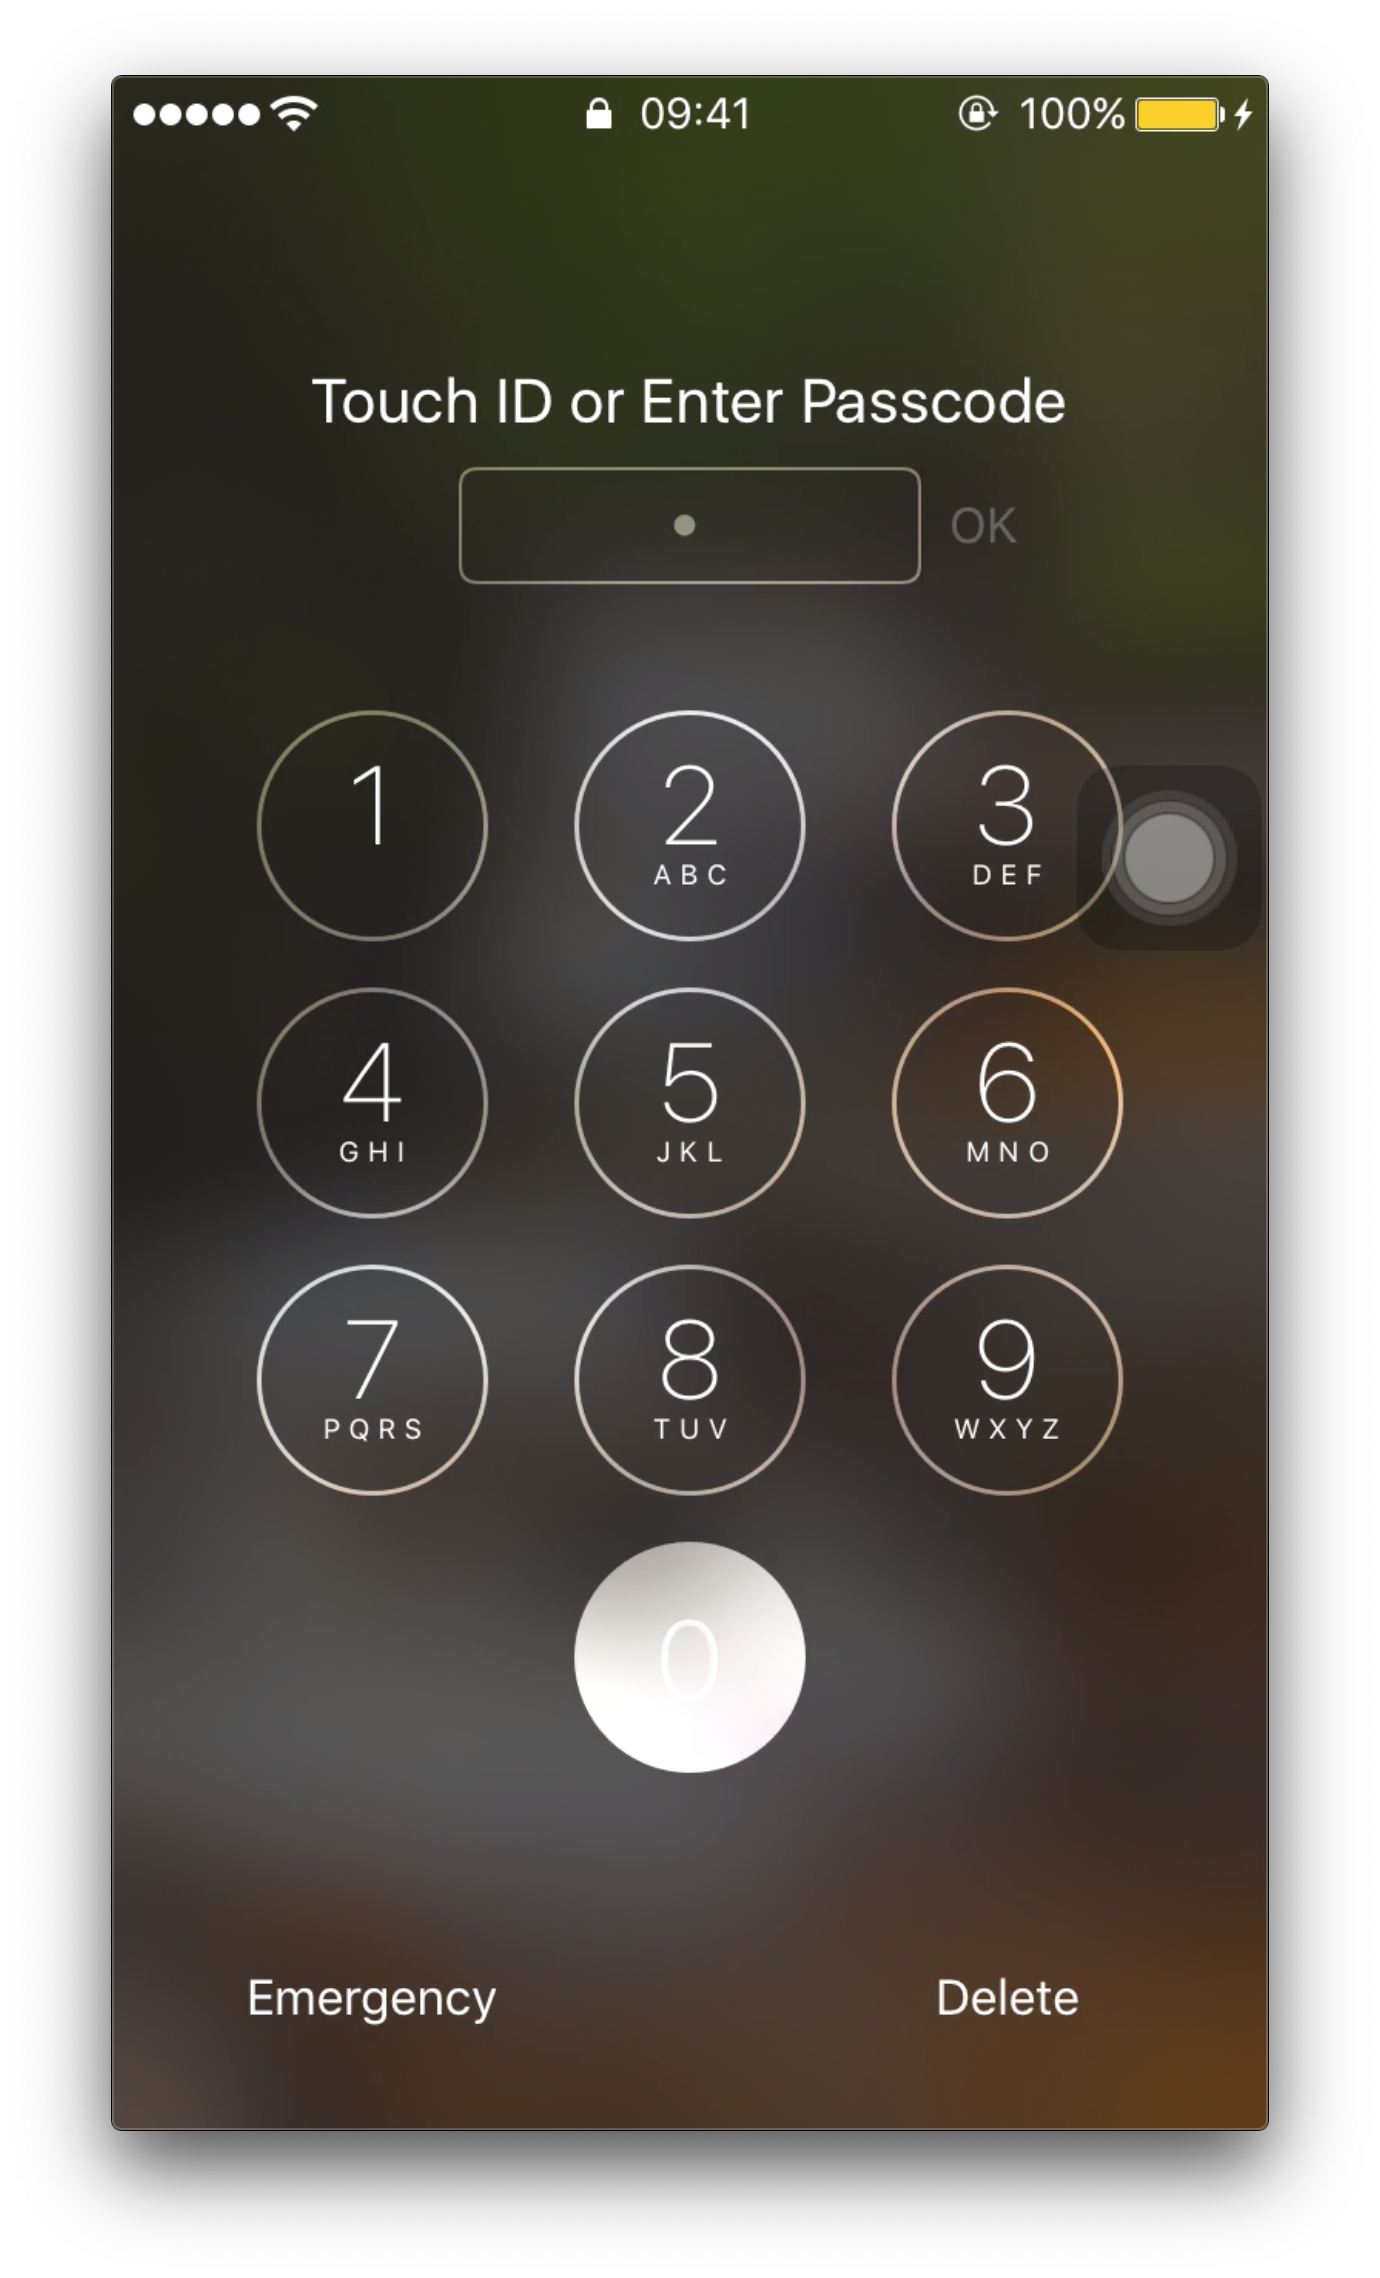 09:41 100%
Touch ID or Enter Passcode
OK
1 2 3
ABC DEF
4 5 6
GHI JKL MNO
7 8 9
PQRS TUV WXYZ
0
Emergency Delete